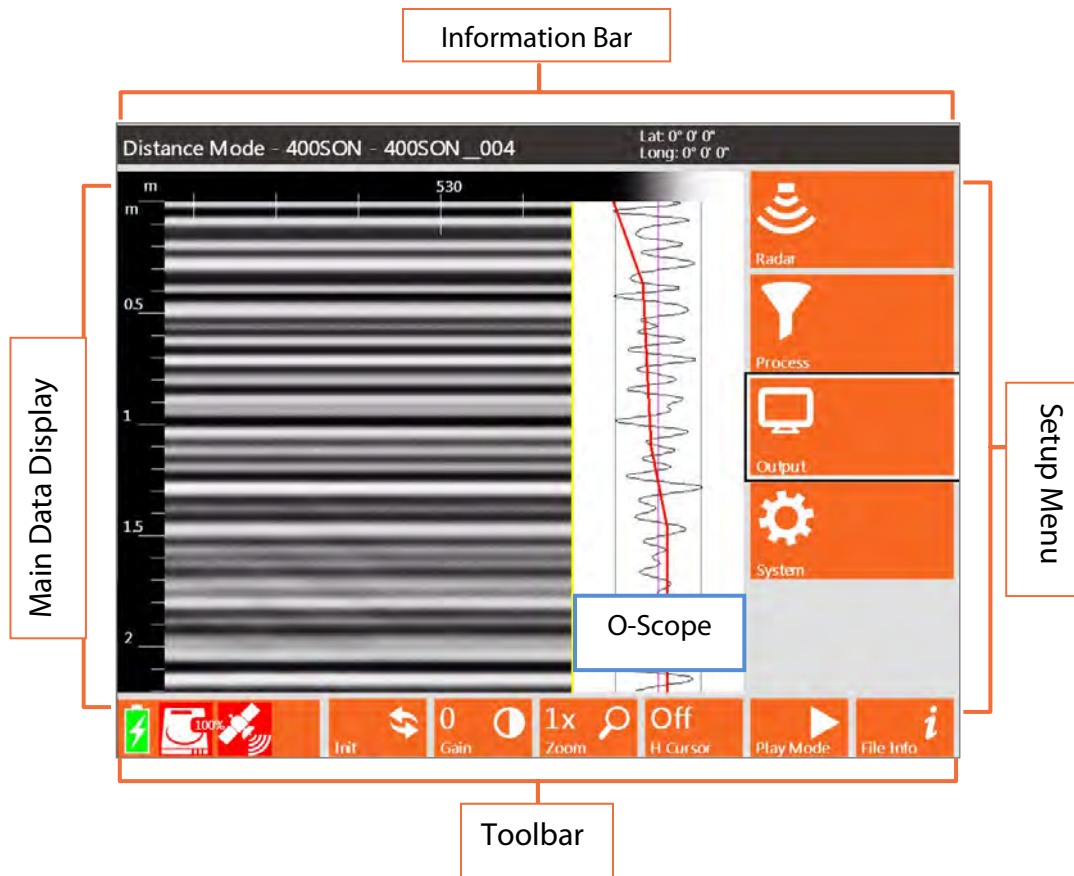 Information Bar
Distance Mode - 400SON - 400SON__004
Lat: 0° 0' 0"
Long: 0° 0' 0"
m
530
m
0.5
1
1.5
2
Main Data Display
O-Scope
Radar
Process
Output
System
Setup Menu
100%
Init
0
Gain
1x
Zoom
Off
H Cursor
Play Mode
i
File Info
Toolbar